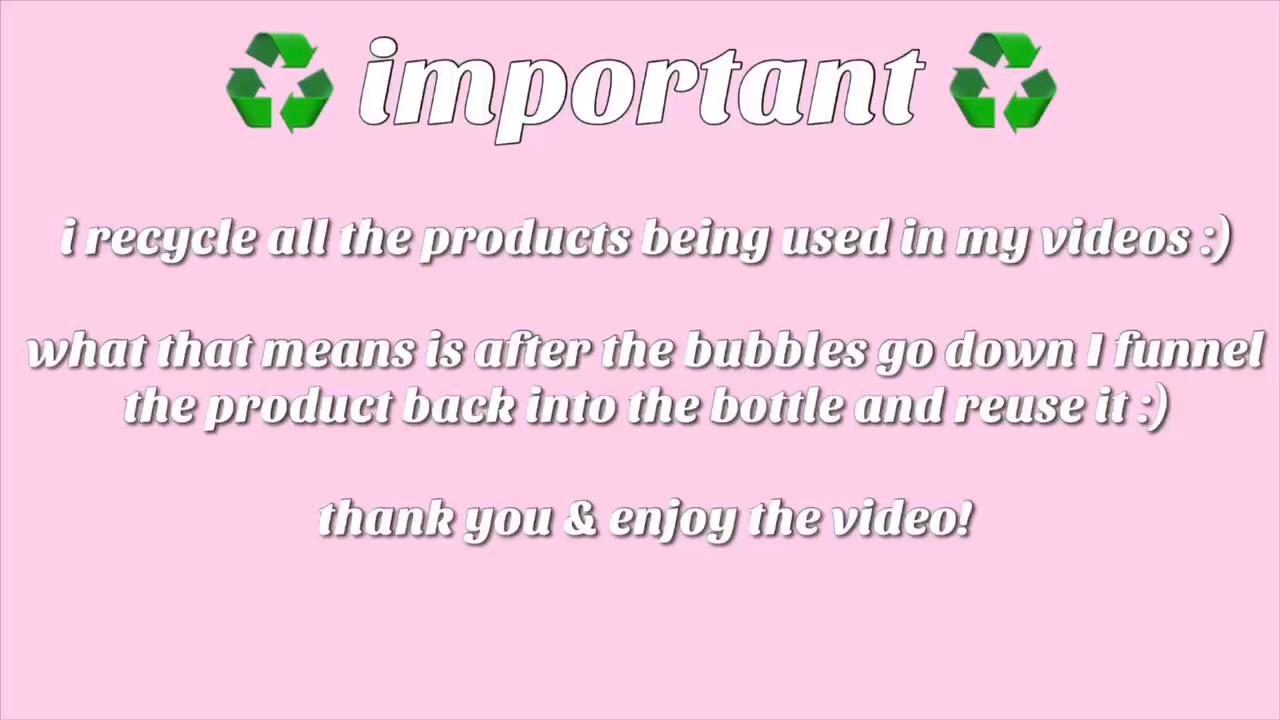 ♻️ important ♻️
i recycle all the products being used in my videos :)
what that means is after the bubbles go down I funnel
the product back into the bottle and reuse it :)
thank you & enjoy the video!